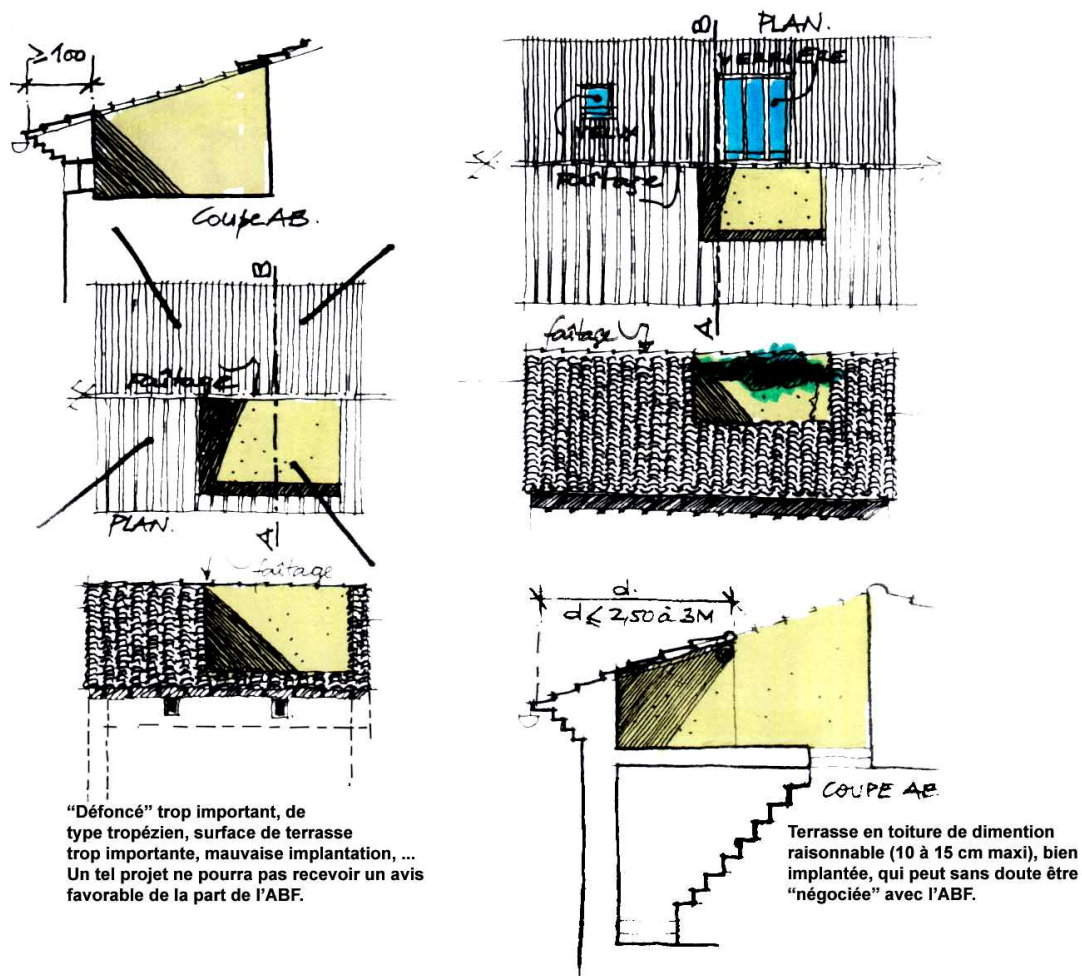 ≥100
COUPE AB.
B
faîtage
PLAN.
A
faîtage
"Défoncé" trop important, de
type tropézien, surface de terrasse
trop importante, mauvaise implantation, ...
Un tel projet ne pourra pas recevoir un avis
favorable de la part de l'ABF.
B
PLAN.
VERRIÈRE
VELUX
faîtage
A
faîtage
d.
d ≤ 2,50 à 3M
COUPE AB
Terrasse en toiture de dimention
raisonnable (10 à 15 cm maxi), bien
implantée, qui peut sans doute être
"négociée" avec l'ABF.